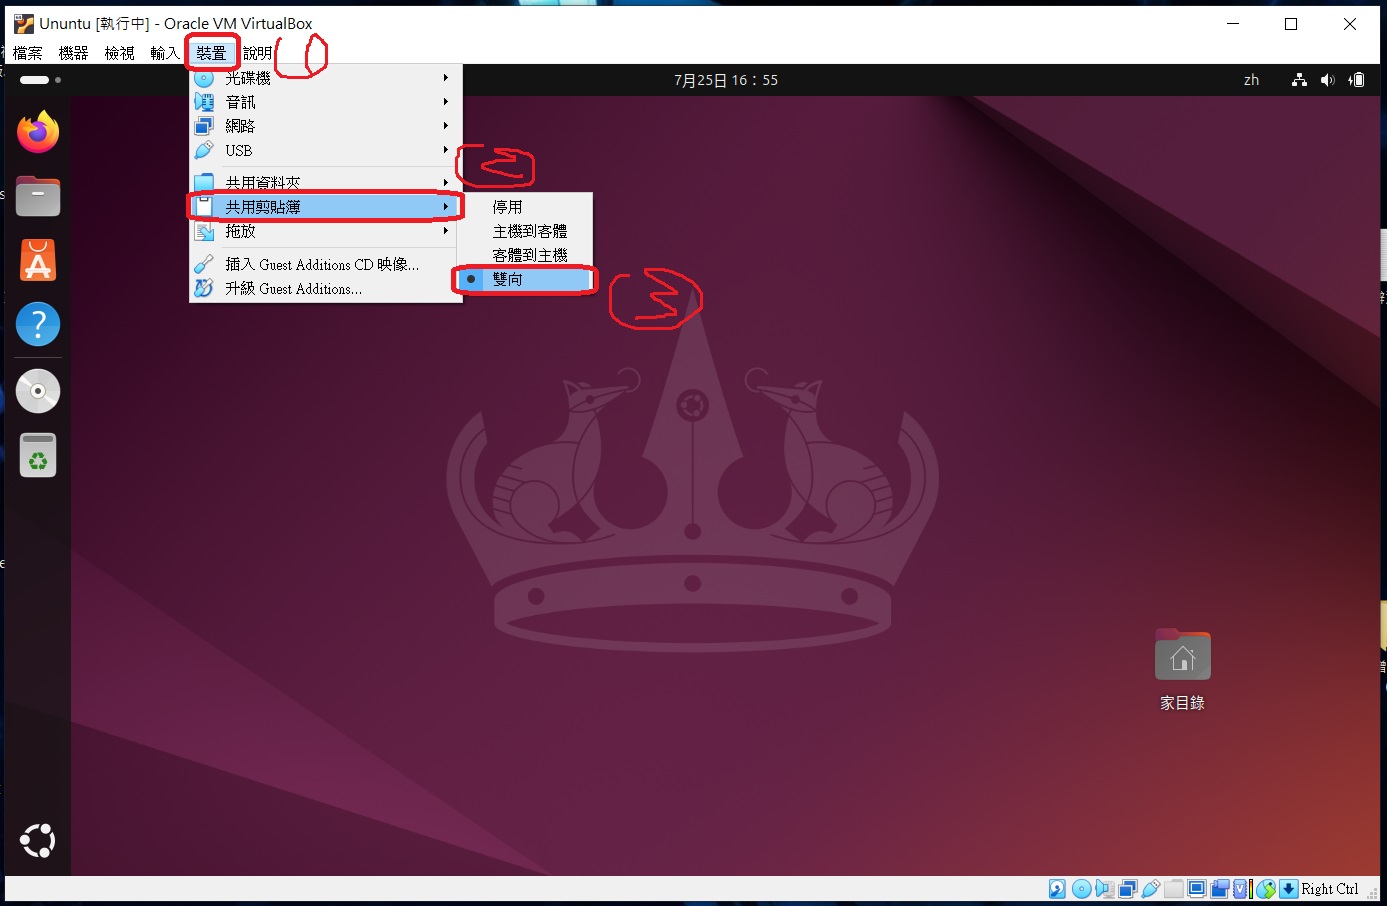 Ununtu [執行中] - Oracle VM VirtualBox
檔案 機器 檢視 輸入 裝置 說明
7月25日 16：55
zh
光碟機
音訊
網路
USB
共用資料夾
共用剪貼簿
拖放
插入 Guest Additions CD 映像...
升級 Guest Additions...
2
停用
主機到客體
客體到主機
雙向
3
家目錄
Right Ctrl